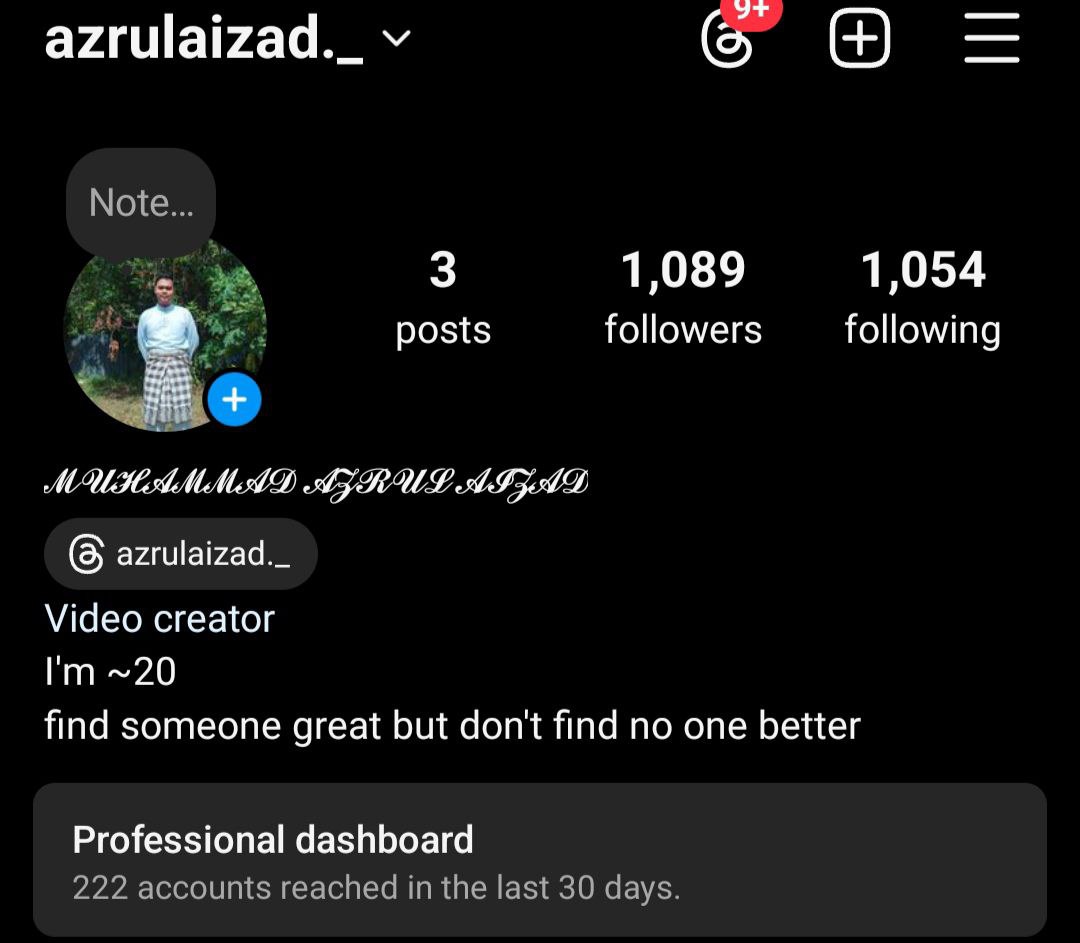 azrulaizad._
9+
Note...
3
posts
1,089
followers
1,054
following
𝓜𝓤𝓗𝓐𝓜𝓜𝓐𝓓 𝓐𝓩𝓡𝓤𝓛 𝓐𝓘𝓩𝓐𝓓
azrulaizad._
Video creator
I'm ~20
find someone great but don't find no one better
Professional dashboard
222 accounts reached in the last 30 days.